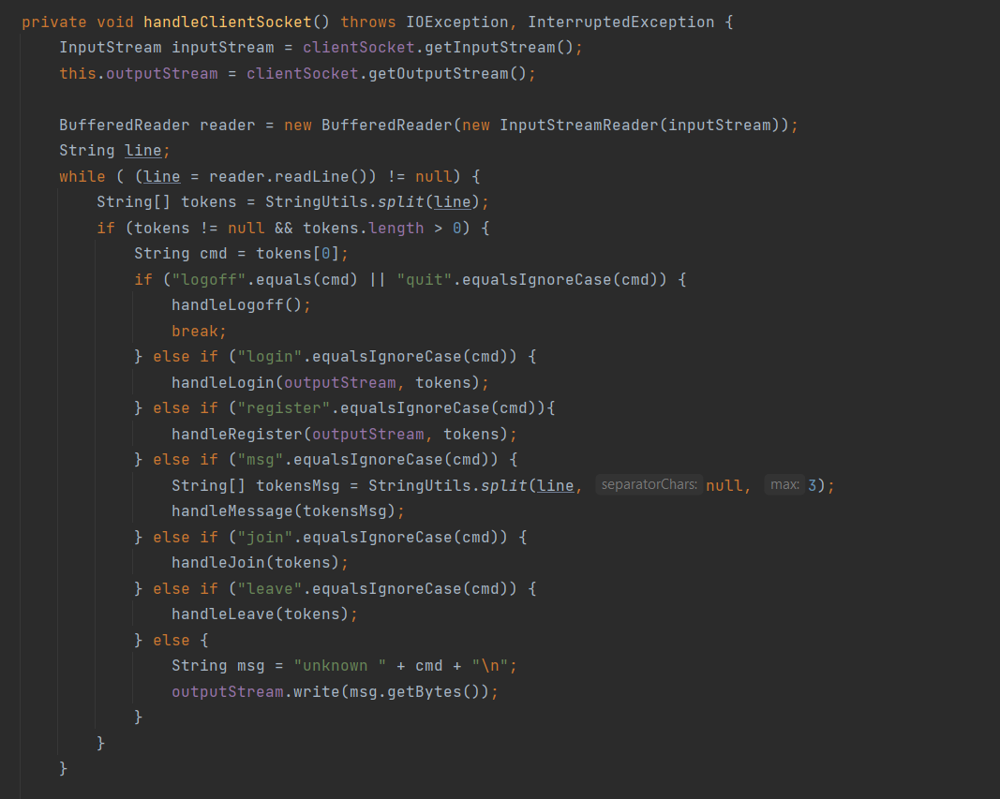 private void handleClientSocket() throws IOException, InterruptedException {
    InputStream inputStream = clientSocket.getInputStream();
    this.outputStream = clientSocket.getOutputStream();

    BufferedReader reader = new BufferedReader(new InputStreamReader(inputStream));
    String line;
    while ( (line = reader.readLine()) != null) {
        String[] tokens = StringUtils.split(line);
        if (tokens != null && tokens.length > 0) {
            String cmd = tokens[0];
            if ("logoff".equals(cmd) || "quit".equalsIgnoreCase(cmd)) {
                handleLogoff();
                break;
            } else if ("login".equalsIgnoreCase(cmd)) {
                handleLogin(outputStream, tokens);
            } else if ("register".equalsIgnoreCase(cmd)){
                handleRegister(outputStream, tokens);
            } else if ("msg".equalsIgnoreCase(cmd)) {
                String[] tokensMsg = StringUtils.split(line, separatorChars: null, max: 3);
                handleMessage(tokensMsg);
            } else if ("join".equalsIgnoreCase(cmd)) {
                handleJoin(tokens);
            } else if ("leave".equalsIgnoreCase(cmd)) {
                handleLeave(tokens);
            } else {
                String msg = "unknown " + cmd + "\n";
                outputStream.write(msg.getBytes());
            }
        }
    }